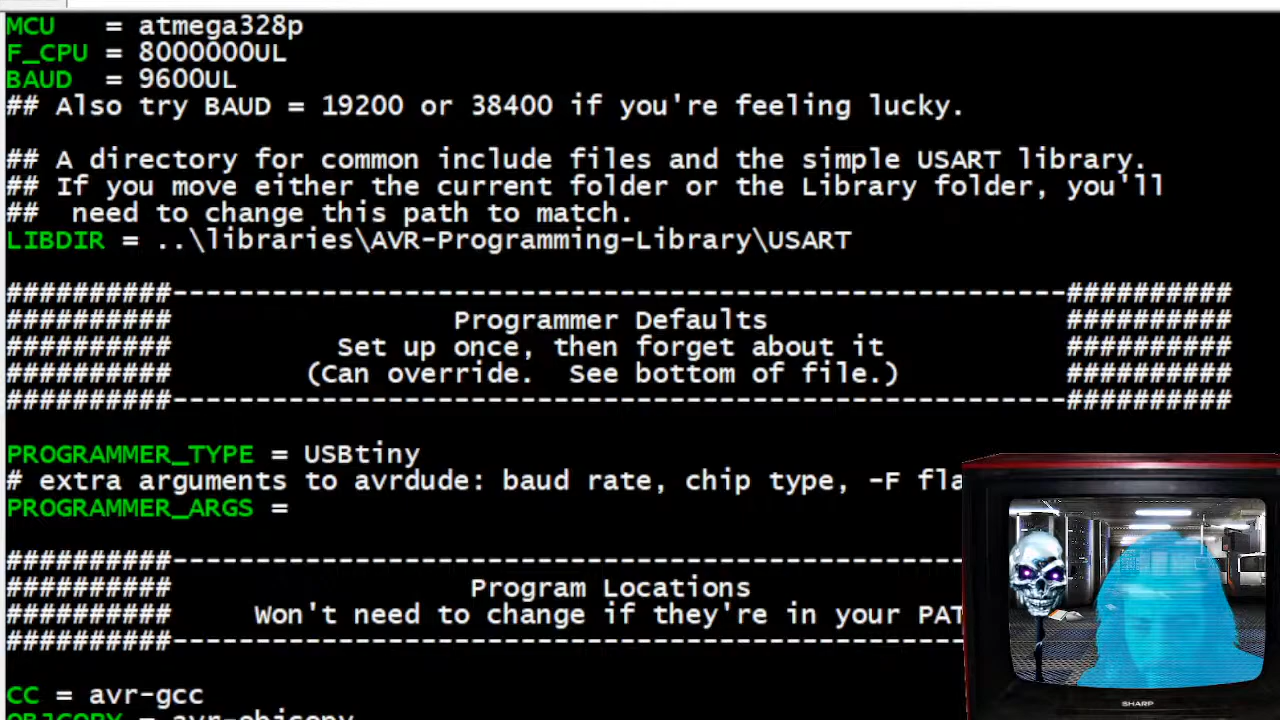 MCU   = atmega328p
F_CPU = 8000000UL
BAUD  = 9600UL
## Also try BAUD = 19200 or 38400 if you're feeling lucky.
## A directory for common include files and the simple USART library.
## If you move either the current folder or the Library folder, you'll
##  need to change this path to match.
LIBDIR = ..\libraries\AVR-Programming-Library\USART
##########------------------------------------------------------##########
##########                 Programmer Defaults                  ##########
##########          Set up once, then forget about it           ##########
##########        (Can override.  See bottom of file.)          ##########
##########------------------------------------------------------##########
PROGRAMMER_TYPE = USBtiny
# extra arguments to avrdude: baud rate, chip type, -F fla
PROGRAMMER_ARGS =
##########------------------------------------------------
##########                  Program Locations
##########     Won't need to change if they're in your PAT
##########------------------------------------------------
CC = avr-gcc
OBJCOPY = avr-objcopy
SHARP